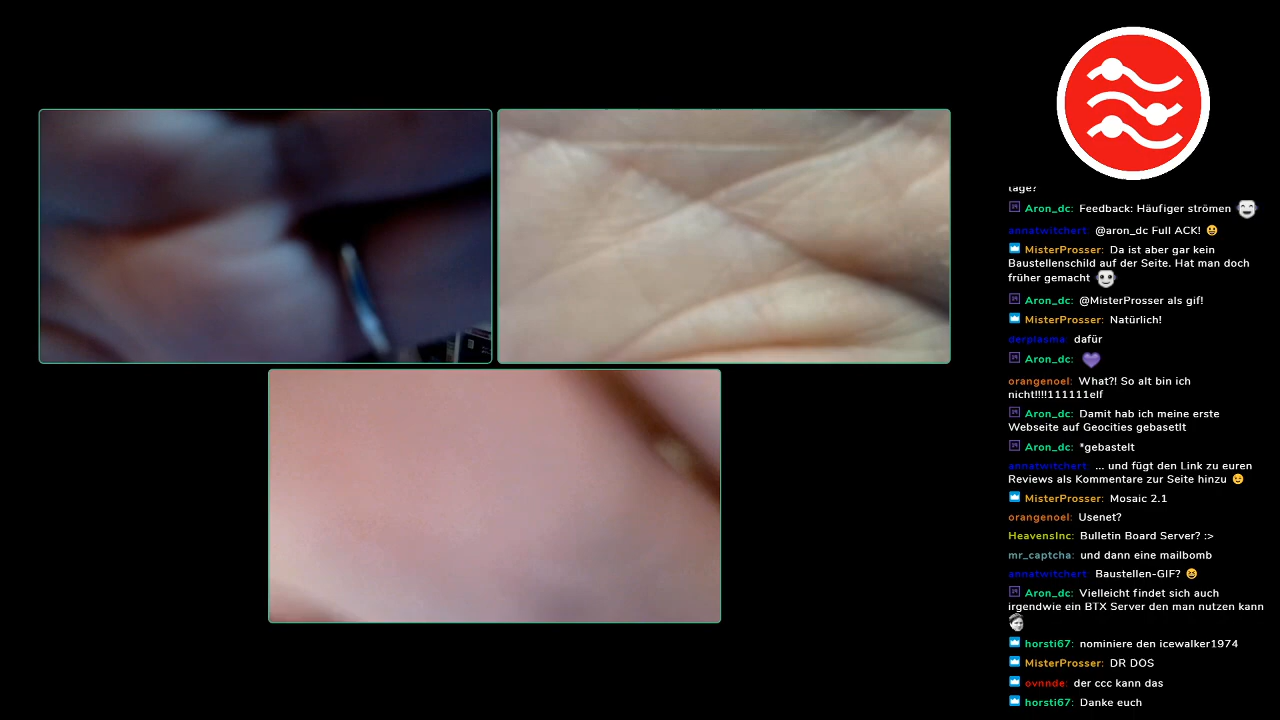 tage?
Aron_dc: Feedback: Häufiger strömen
annatwitchert @aron_dc Full ACK!
MisterProsser: Da ist aber gar kein
Baustellenschild auf der Seite. Hat man doch
früher gemacht
Aron_dc: @MisterProsser als gif!
MisterProsser: Natürlich!
derplasma dafür
Aron_dc:
orangenoel: What?! So alt bin ich
nicht!!!!111111elf
Aron_dc: Damit hab ich meine erste
Webseite auf Geocities gebasetlt
Aron_dc: *gebastelt
annatwitchert ... und fügt den Link zu euren
Reviews als Kommentare zur Seite hinzu
MisterProsser: Mosaic 2.1
orangenoel: Usenet?
HeavensInc: Bulletin Board Server? :>
mr_captcha: und dann eine mailbomb
annatwitchert Baustellen-GIF?
Aron_dc: Vielleicht findet sich auch
irgendwie ein BTX Server den man nutzen kann
horsti67: nominiere den icewalker1974
MisterProsser: DR DOS
ovnnde: der ccc kann das
horsti67: Danke euch